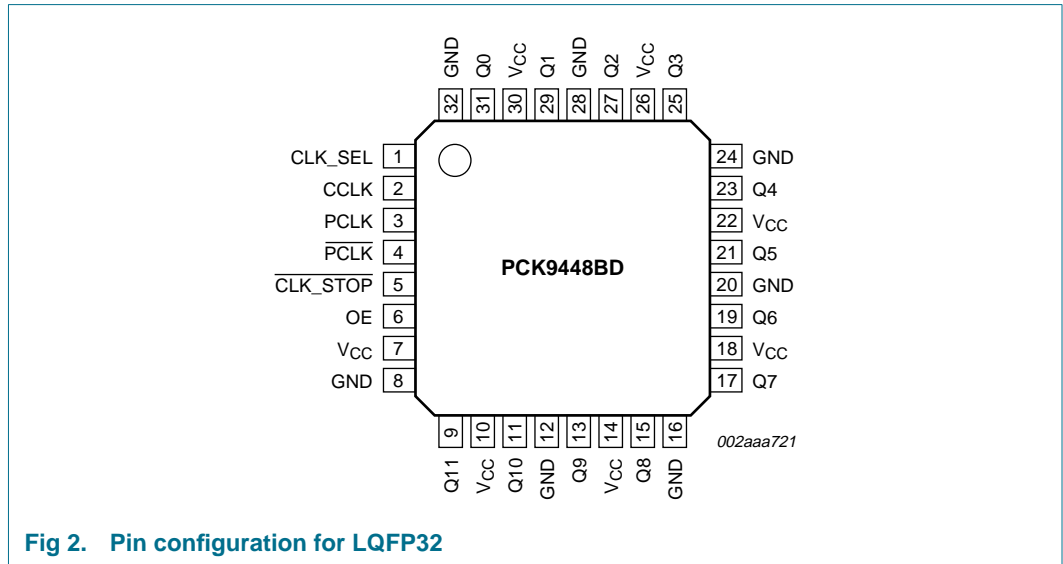 GND Q0 VCC Q1 GND Q2 VCC Q3
32 31 30 29 28 27 26 25
CLK_SEL 1 24 GND
CCLK 2 23 Q4
PCLK 3 22 VCC
PCLK 4 21 Q5
PCK9448BD
CLK_STOP 5 20 GND
OE 6 19 Q6
VCC 7 18 VCC
GND 8 17 Q7
9 10 11 12 13 14 15 16
002aaa721
Q11 VCC Q10 GND Q9 VCC Q8 GND
Fig 2. Pin configuration for LQFP32